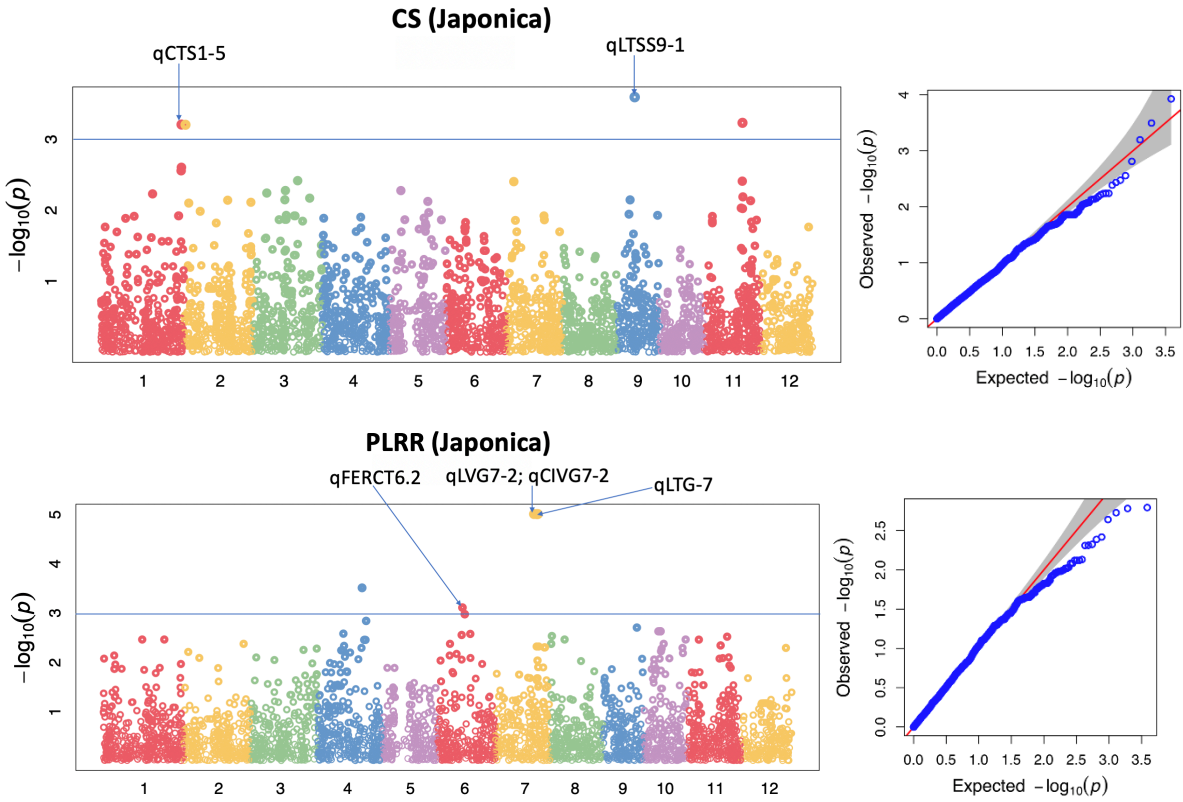 CS (Japonica)
qCTS1-5
qLTSS9-1
−log10(p)
3
2
1
1 2 3 4 5 6 7 8 9 10 11 12
Observed −log10(p)
4
3
2
1
0
0.0 0.5 1.0 1.5 2.0 2.5 3.0 3.5
Expected −log10(p)
PLRR (Japonica)
qFERCT6.2
qLVG7-2; qCIVG7-2
qLTG-7
−log10(p)
5
4
3
2
1
1 2 3 4 5 6 7 8 9 10 11 12
Observed −log10(p)
2.5
2.0
1.5
1.0
0.5
0.0
0.0 0.5 1.0 1.5 2.0 2.5 3.0 3.5
Expected −log10(p)